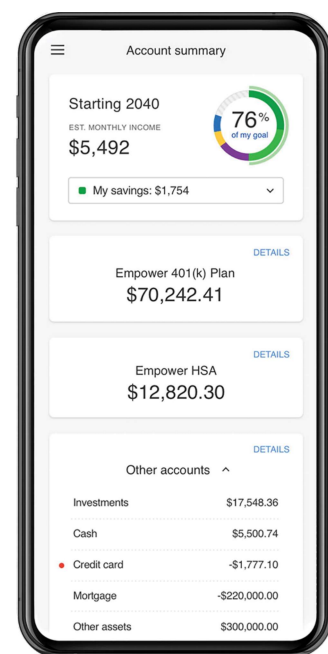 Account summary
Starting 2040
EST. MONTHLY INCOME
$5,492
76%
of my goal
My savings: $1,754
DETAILS
Empower 401(k) Plan
$70,242.41
DETAILS
Empower HSA
$12,820.30
DETAILS
Other accounts
Investments $17,548.36
Cash $5,500.74
Credit card -$1,777.10
Mortgage -$220,000.00
Other assets $300,000.00